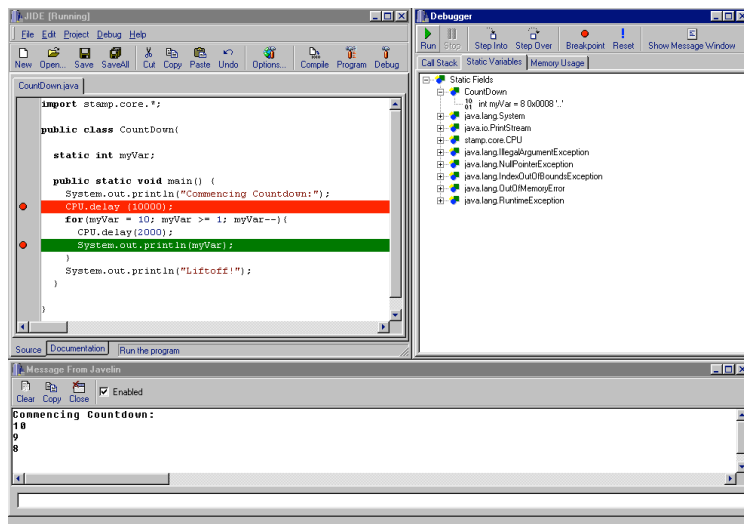 JIDE [Running]
File Edit Project Debug Help
New Open... Save SaveAll Cut Copy Paste Undo Options... Compile Program Debug
CountDown.java
import stamp.core.*;
public class CountDown{
static int myVar;
public static void main() {
System.out.println("Commencing Countdown:");
CPU.delay (10000);
for(myVar = 10; myVar >= 1; myVar--){
CPU.delay(2000);
System.out.println(myVar);
}
System.out.println("Liftoff!");
}
}
Source Documentation Run the program
Debugger
Run Stop Step Into Step Over Breakpoint Reset Show Message Window
Call Stack Static Variables Memory Usage
Static Fields
CountDown
10 01 int myVar = 8 0x0008 '..'
java.lang.System
java.io.PrintStream
stamp.core.CPU
java.lang.IllegalArgumentException
java.lang.NullPointerException
java.lang.IndexOutOfBoundsException
java.lang.OutOfMemoryError
java.lang.RuntimeException
Message From Javelin
Clear Copy Close Enabled
Commencing Countdown:
10
9
8